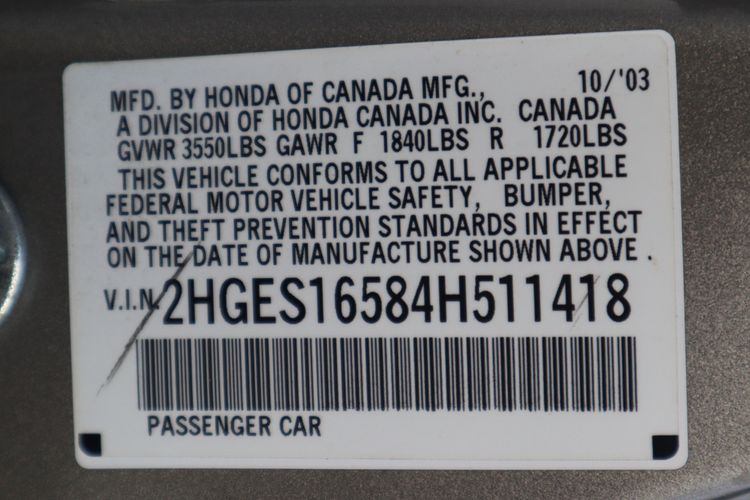 MFD. BY HONDA OF CANADA MFG., 10/'03
A DIVISION OF HONDA CANADA INC. CANADA
GVWR 3550LBS GAWR F 1840LBS R 1720LBS
THIS VEHICLE CONFORMS TO ALL APPLICABLE
FEDERAL MOTOR VEHICLE SAFETY, BUMPER,
AND THEFT PREVENTION STANDARDS IN EFFECT
ON THE DATE OF MANUFACTURE SHOWN ABOVE .
V.I.N. 2HGES16584H511418
PASSENGER CAR